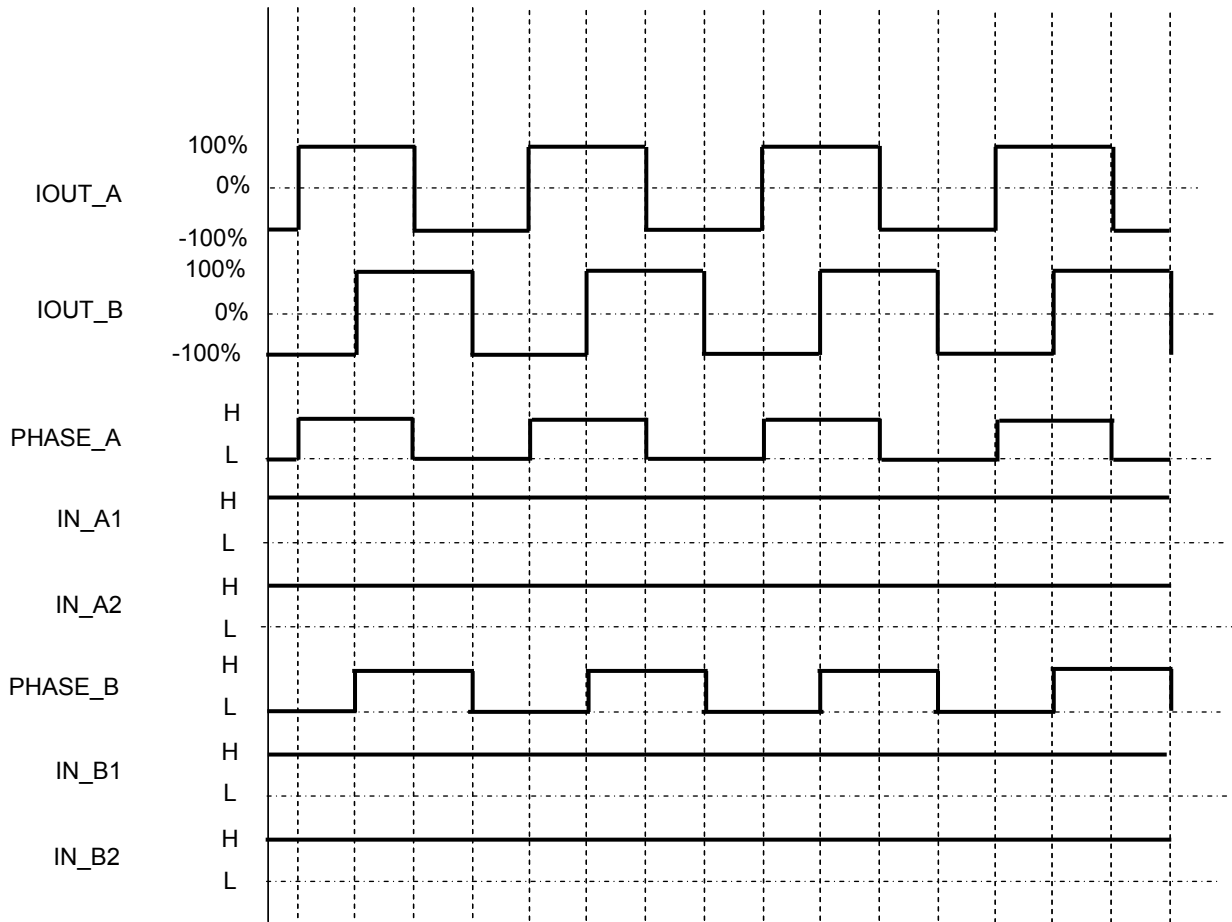 100%
IOUT_A
0%
-100%
100%
IOUT_B
0%
-100%
H
PHASE_A
L
H
IN_A1
L
H
IN_A2
L
H
PHASE_B
L
H
IN_B1
L
H
IN_B2
L